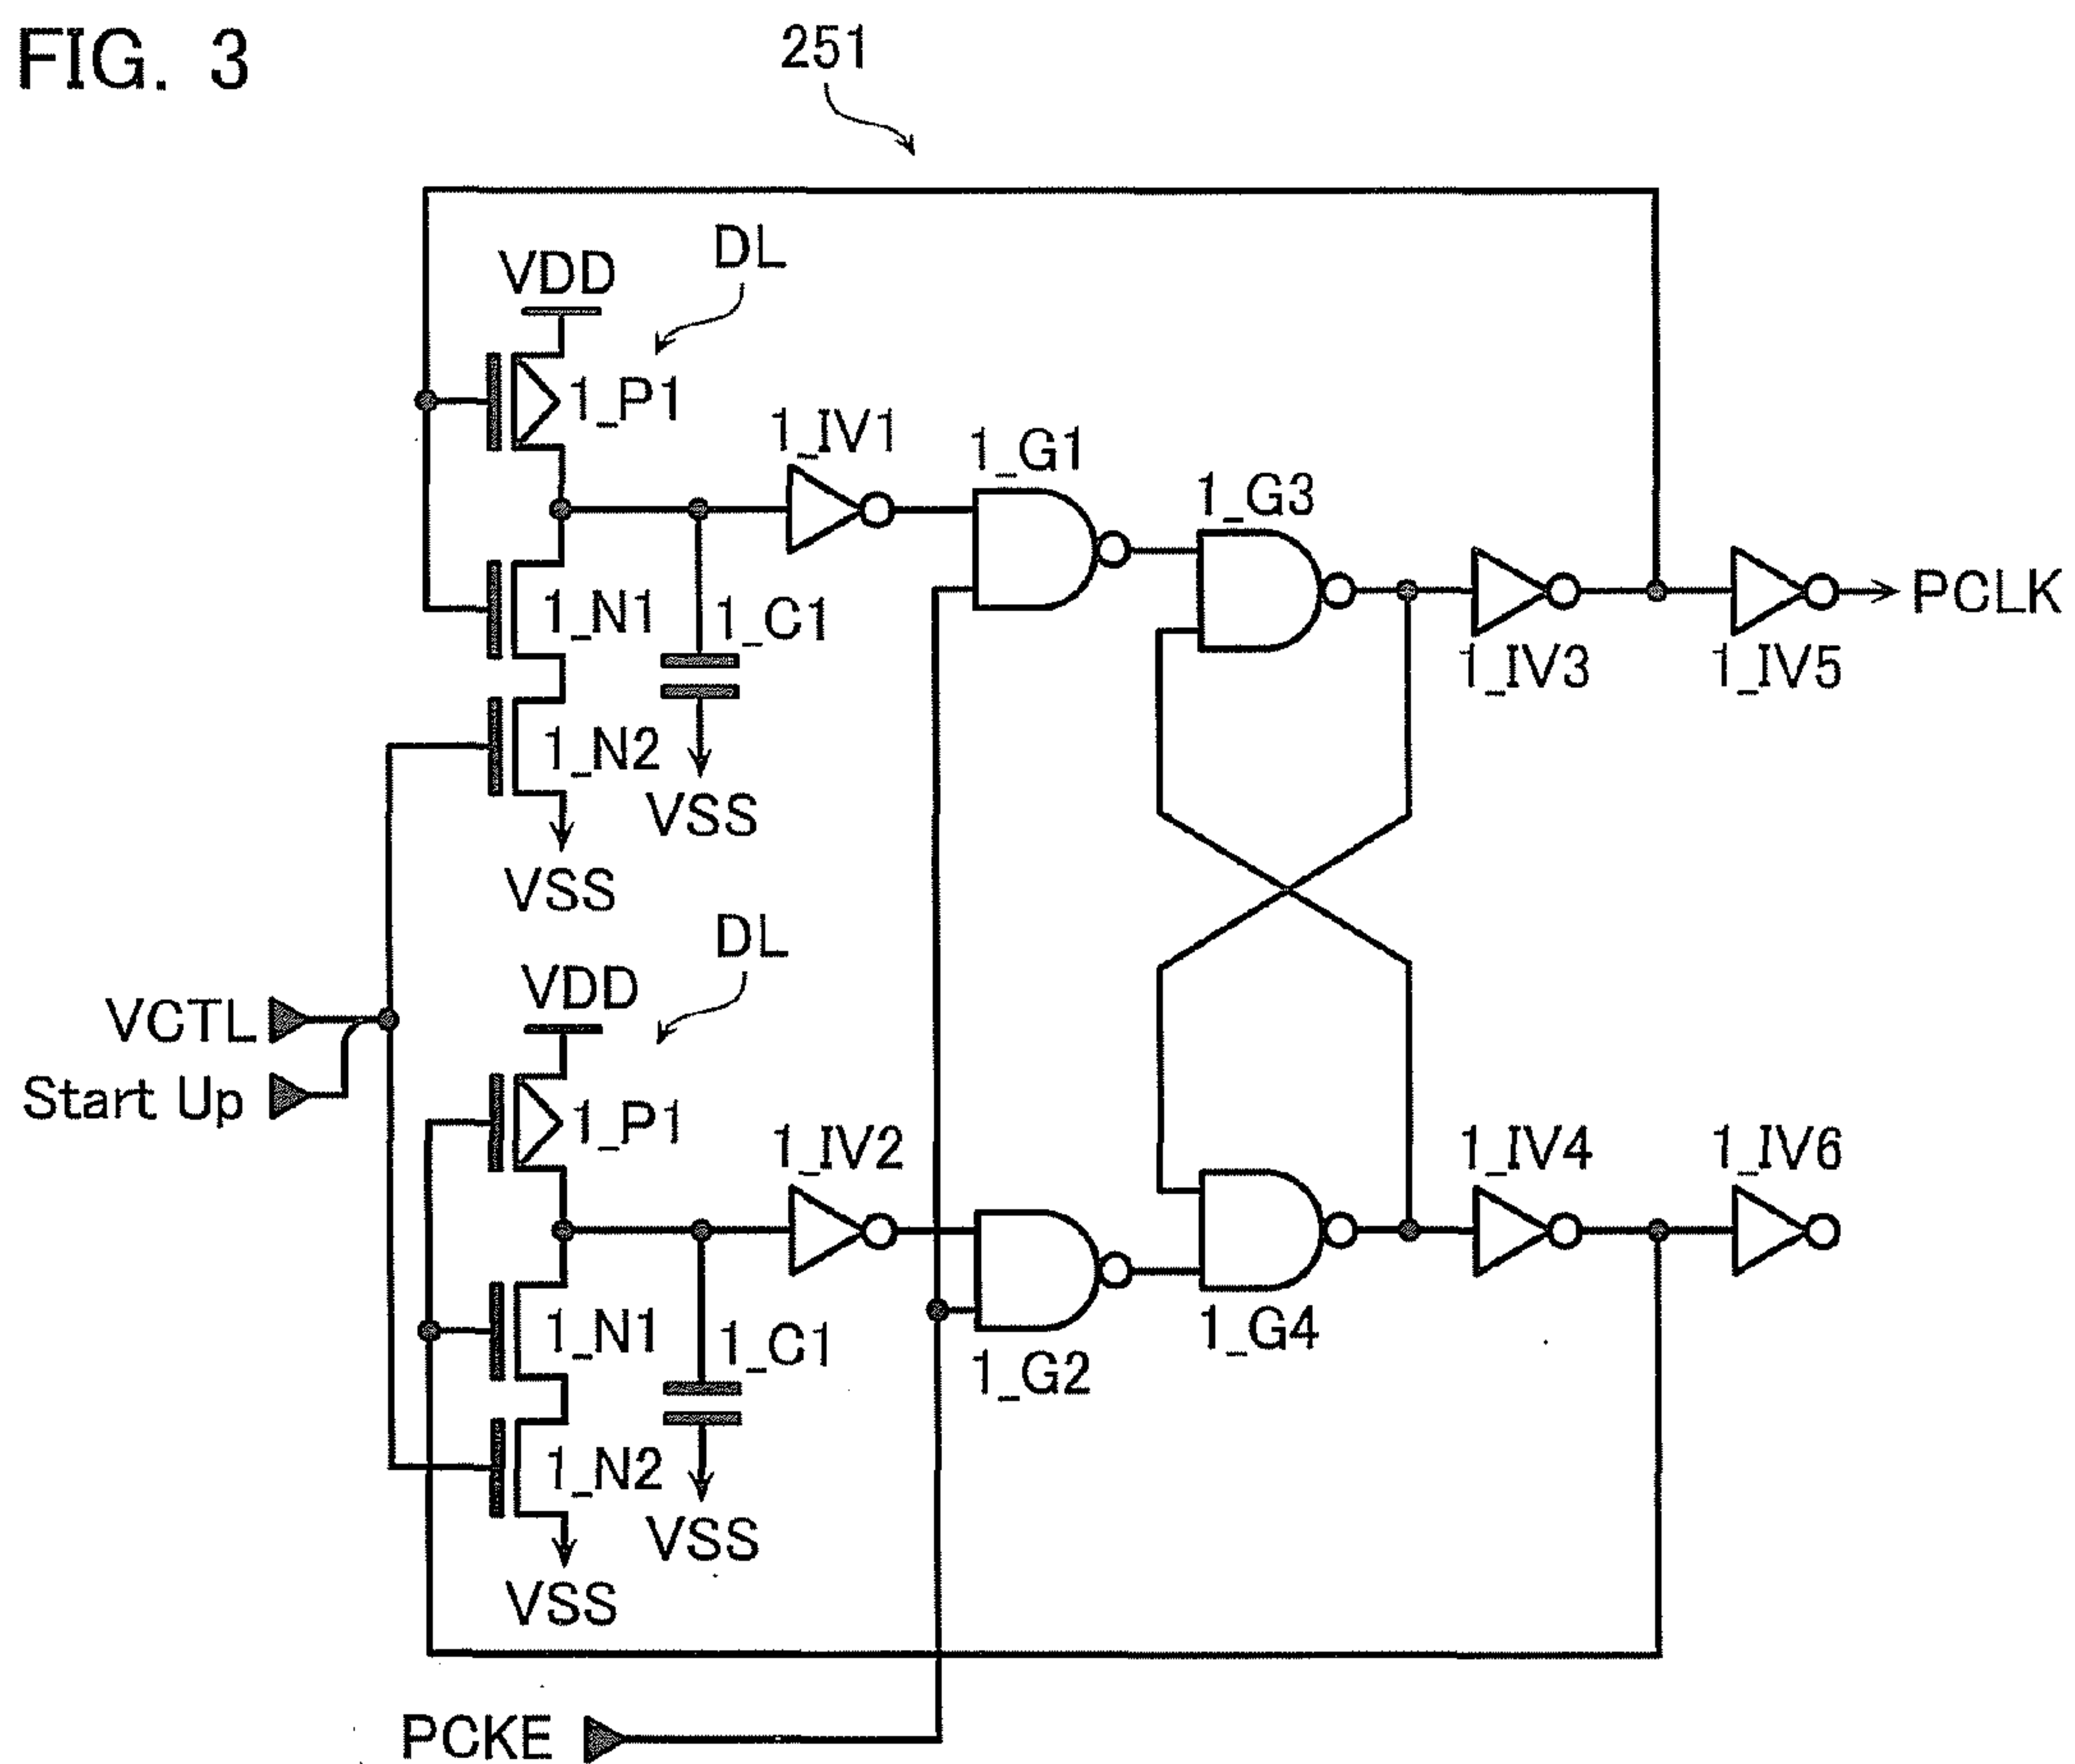 FIG. 3
251
VDD
DL
1_P1
1_IV1
1_G1
1_G3
1_N1
1_C1
1_IV3
1_IV5
PCLK
1_N2
VSS
VSS
DL
VDD
VCTL
Start Up
1_P1
1_IV2
1_IV4
1_IV6
1_N1
1_C1
1_G2
1_G4
1_N2
VSS
VSS
PCKE